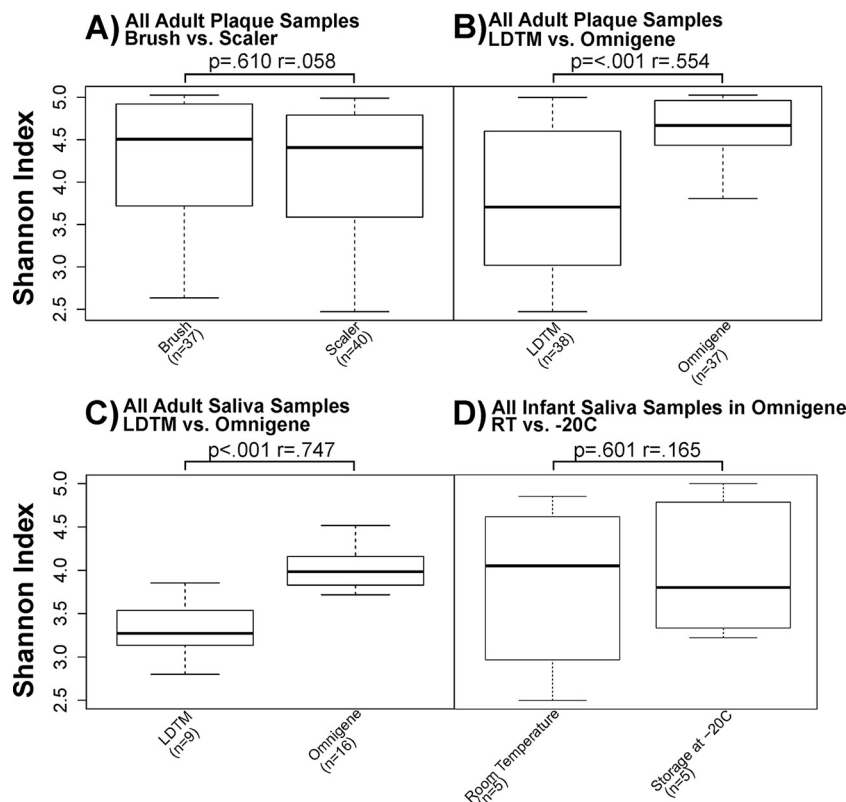 A) All Adult Plaque Samples
Brush vs. Scaler
p=.610 r=.058
B) All Adult Plaque Samples
LDTM vs. Omnigene
p=<.001 r=.554
Shannon Index
5.0
4.5
4.0
3.5
3.0
2.5
Brush
(n=37)
Scaler
(n=40)
LDTM
(n=38)
Omnigene
(n=37)
C) All Adult Saliva Samples
LDTM vs. Omnigene
p<.001 r=.747
D) All Infant Saliva Samples in Omnigene
RT vs. -20C
p=.601 r=.165
Shannon Index
5.0
4.5
4.0
3.5
3.0
2.5
LDTM
(n=9)
Omnigene
(n=16)
Room Temperature
(n=5)
Storage at −20C
(n=5)